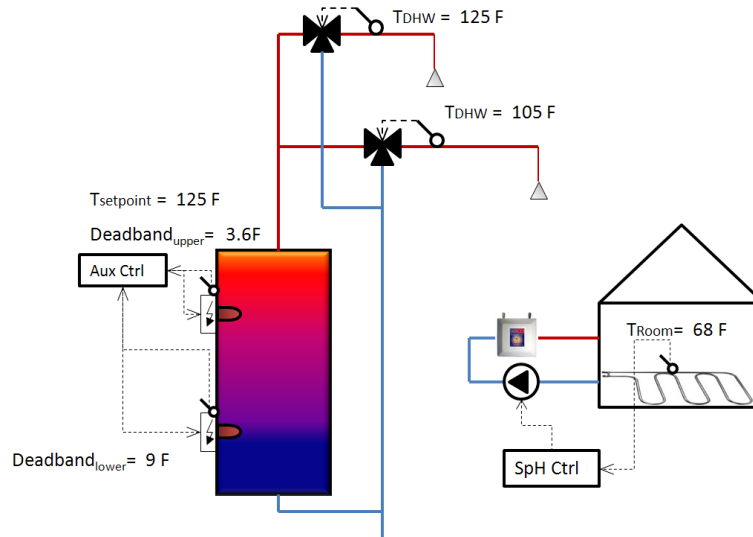 TDHW = 125 F
TDHW = 105 F
Tsetpoint = 125 F
Deadbandupper= 3.6F
Aux Ctrl
TRoom= 68 F
Deadbandlower= 9 F
SpH Ctrl